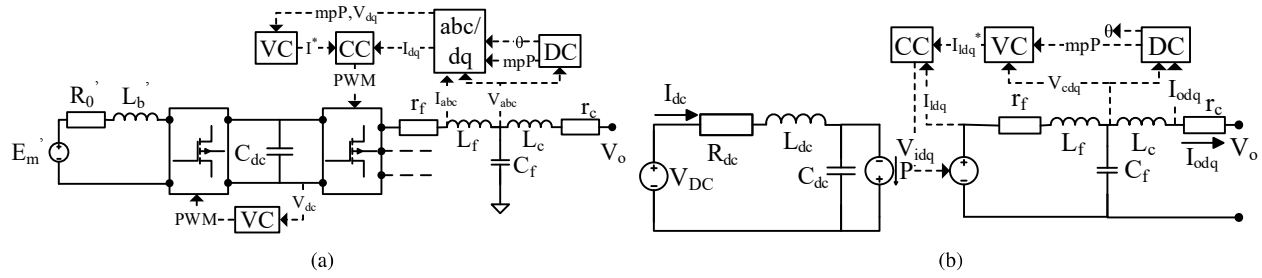 mpP,V_dq
abc/
dq
VC
I*
CC
I_dq
θ
mpP
DC
PWM
I_abc
V_abc
R_0'
L_b'
r_f
L_f
L_c
r_c
E_m'
C_dc
C_f
V_o
V_dc
PWM
VC
(a)
CC
I_ldq*
VC
mpP
θ
DC
V_cdq
I_dc
I_ldq
r_f
I_odq
r_c
R_dc
L_dc
V_idq
L_f
L_c
I_odq
V_o
V_DC
C_dc
P
C_f
(b)